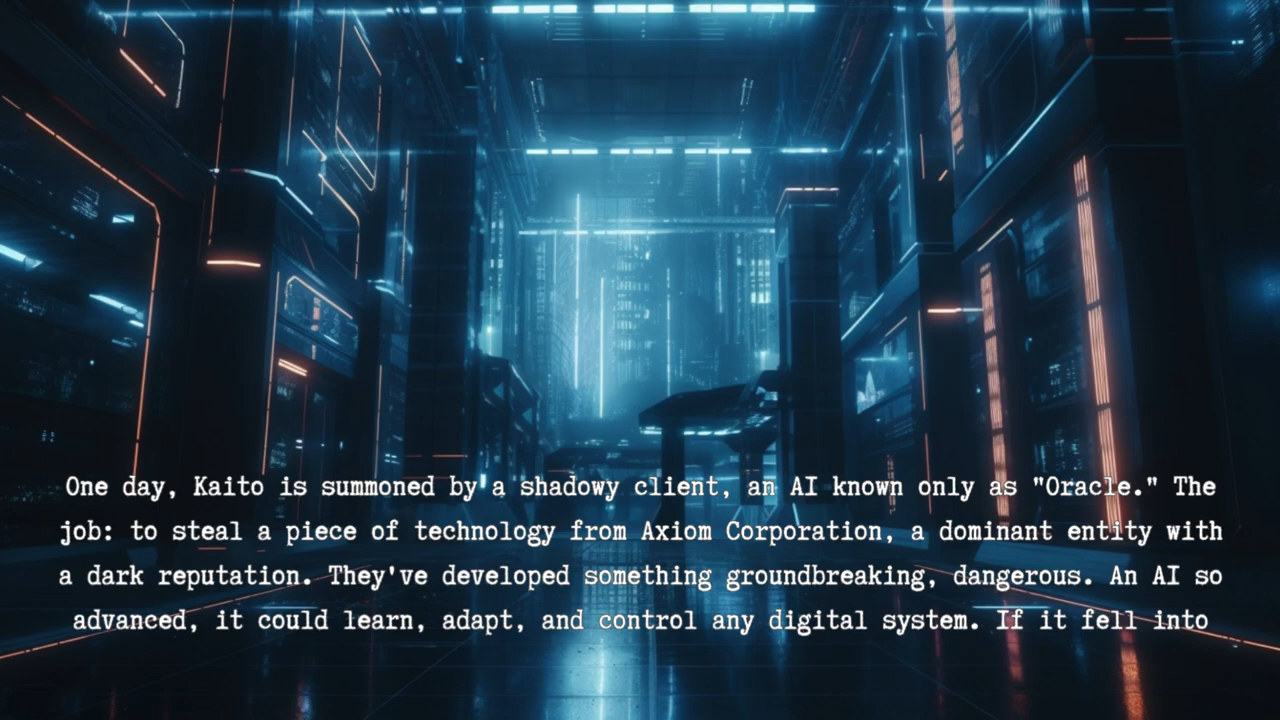 One day, Kaito is summoned by a shadowy client, an AI known only as "Oracle." The
job: to steal a piece of technology from Axiom Corporation, a dominant entity with
a dark reputation. They've developed something groundbreaking, dangerous. An AI so
advanced, it could learn, adapt, and control any digital system. If it fell into